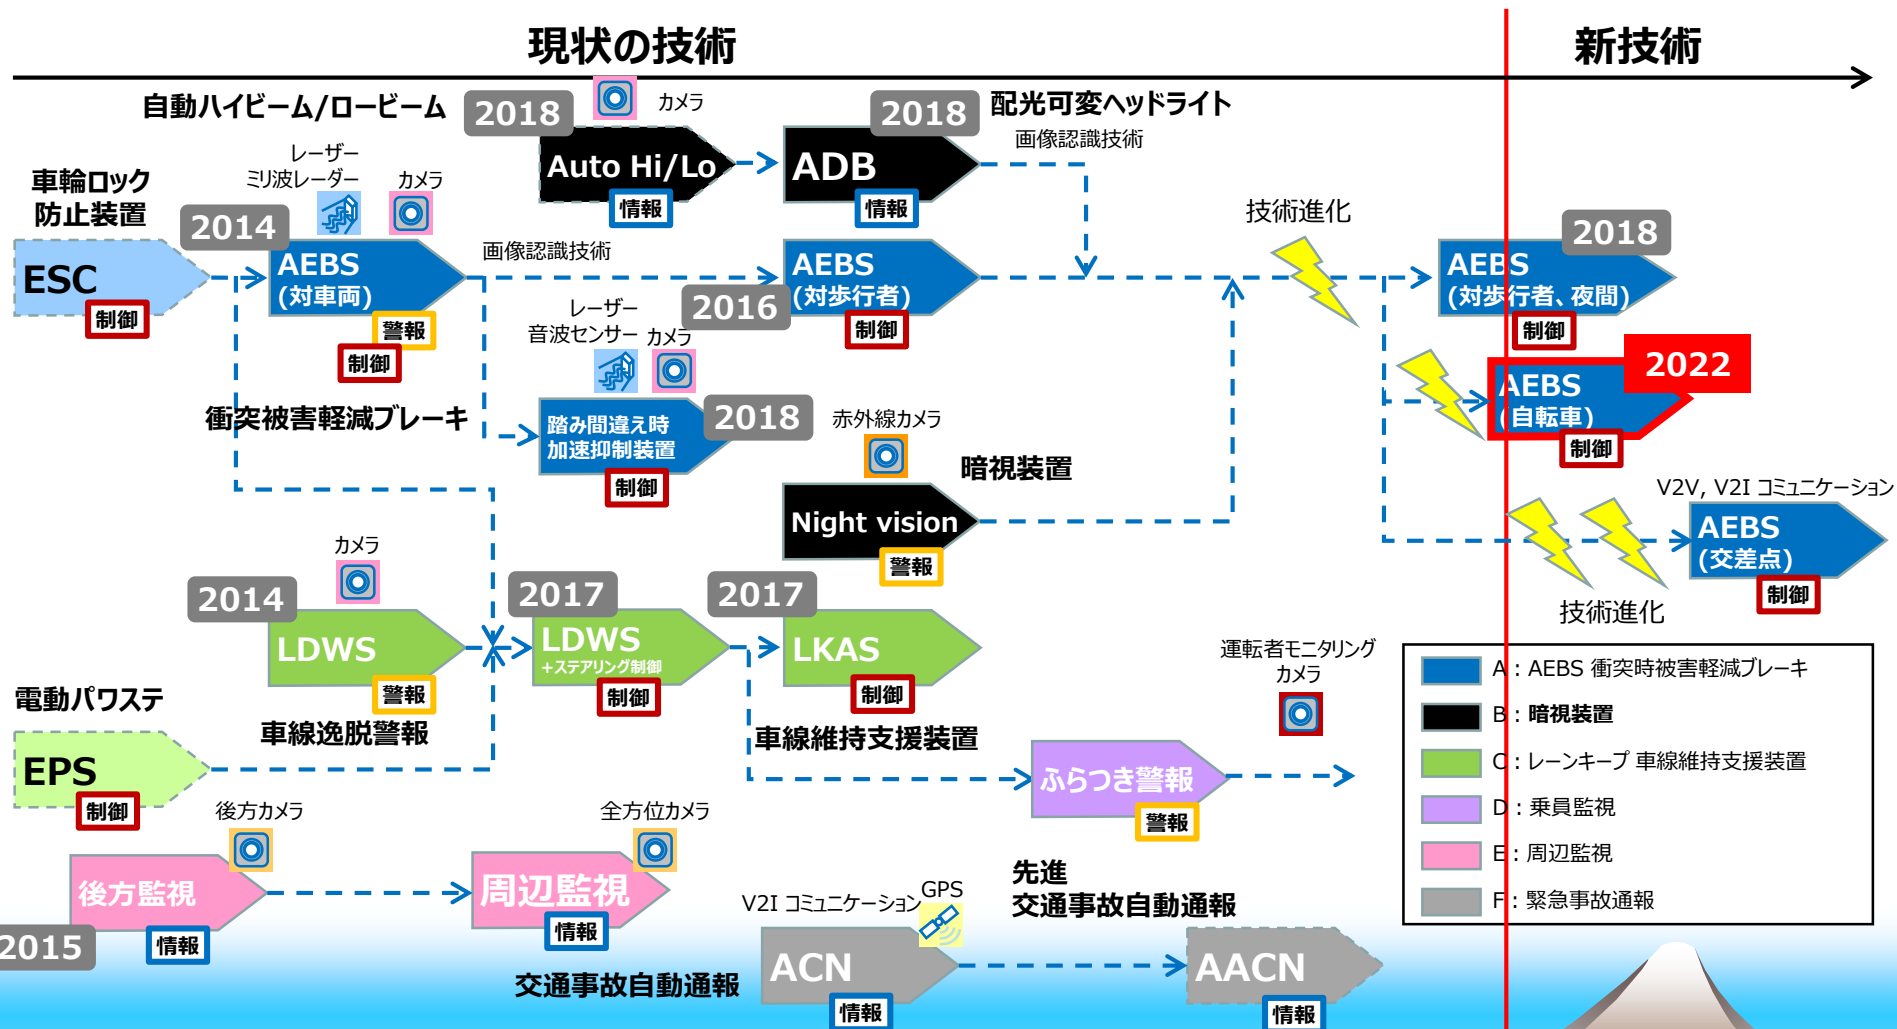 現状の技術
新技術
自動ハイビーム/ロービーム
2018
カメラ
Auto Hi/Lo
情報
2018
ADB
情報
配光可変ヘッドライト
画像認識技術
車輪ロック
防止装置
ESC
制御
レーザー
ミリ波レーダー
カメラ
2014
AEBS
(対車両)
警報
制御
衝突被害軽減ブレーキ
画像認識技術
2016
AEBS
(対歩行者)
制御
技術進化
2018
AEBS
(対歩行者、夜間)
制御
レーザー
音波センサー
カメラ
踏み間違え時
加速抑制装置
2018
制御
2022
AEBS
(自転車)
制御
赤外線カメラ
暗視装置
Night vision
警報
V2V, V2I コミュニケーション
AEBS
(交差点)
制御
技術進化
カメラ
2014
LDWS
警報
車線逸脱警報
2017
LDWS
+ステアリング制御
制御
2017
LKAS
制御
車線維持支援装置
電動パワステ
EPS
制御
運転者モニタリング
カメラ
ふらつき警報
警報
後方カメラ
後方監視
情報
2015
全方位カメラ
周辺監視
情報
V2I コミュニケーション
GPS
ACN
情報
交通事故自動通報
先進
交通事故自動通報
AACN
情報
A：AEBS 衝突時被害軽減ブレーキ
B：暗視装置
C：レーンキープ 車線維持支援装置
D：乗員監視
E：周辺監視
F：緊急事故通報